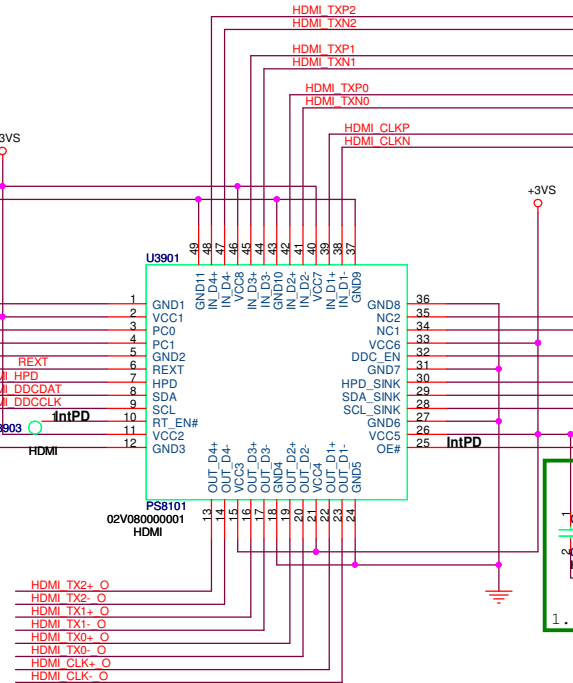 HDMI_TXP2
HDMI_TXN2
HDMI_TXP1
HDMI_TXN1
HDMI_TXP0
HDMI_TXN0
HDMI_CLKP
HDMI_CLKN
3VS
+3VS
49 48 47 46 45 44 43 42 41 40 39 38 37
U3901
GND11 IN_D4+ IN_D4- VCC8 IN_D3+ IN_D3- GND10 IN_D2+ IN_D2- VCC7 IN_D1+ IN_D1- GND9
1 GND1 GND8 36
2 VCC1 NC2 35
3 PC0 NC1 34
4 PC1 VCC6 33
5 GND2 DDC_EN 32
REXT 6 REXT GND7 31
MI_HPD 7 HPD HPD_SINK 30
MI_DDCDAT 8 SDA SDA_SINK 29
MI_DDCCLK 9 SCL SCL_SINK 28
IntPD 10 RT_EN# GND6 27
3903 11 VCC2 VCC5 26
HDMI 12 GND3 OE# 25 IntPD
OUT_D4+ OUT_D4- VCC3 OUT_D3+ OUT_D3- GND4 OUT_D2+ OUT_D2- VCC4 OUT_D1+ OUT_D1- GND5
PS8101
02V080000001
HDMI
13 14 15 16 17 18 19 20 21 22 23 24
1
2
HDMI_TX2+_O
HDMI_TX2-_O
HDMI_TX1+_O
HDMI_TX1-_O
HDMI_TX0+_O
HDMI_TX0-_O
HDMI_CLK+_O
HDMI_CLK-_O
1.